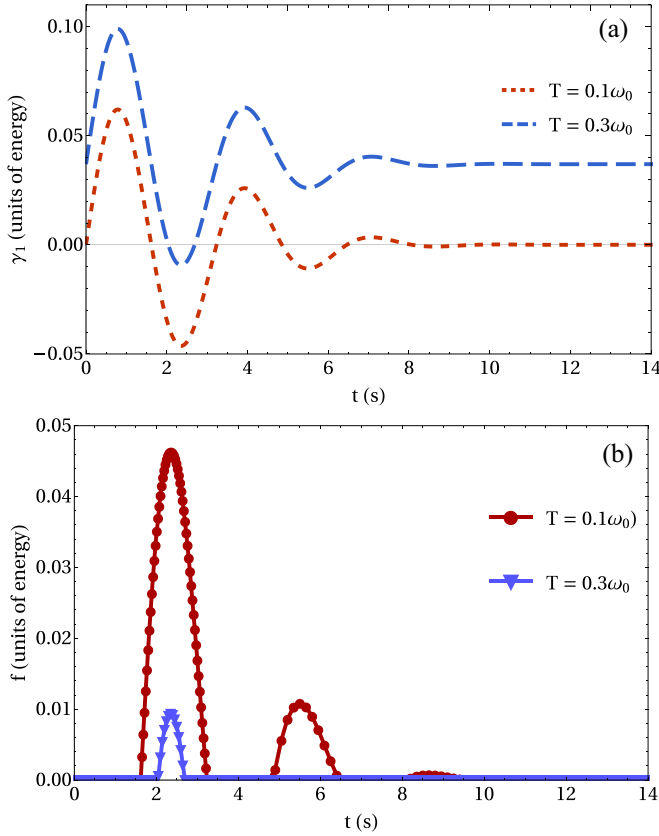 (a)
0.10
0.05
0.00
−0.05
γ₁ (units of energy)
T = 0.1ω₀
T = 0.3ω₀
0 2 4 6 8 10 12 14
t (s)
(b)
0.05
0.04
0.03
0.02
0.01
0.00
f (units of energy)
T = 0.1ω₀)
T = 0.3ω₀
0 2 4 6 8 10 12 14
t (s)